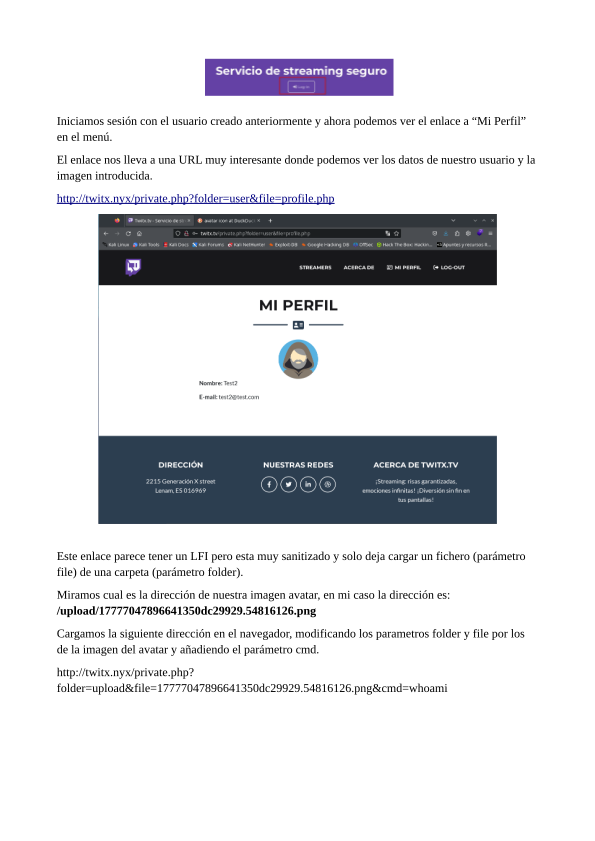 Servicio de streaming seguro
Iniciamos sesión con el usuario creado anteriormente y ahora podemos ver el enlace a “Mi Perfil”
en el menú.
El enlace nos lleva a una URL muy interesante donde podemos ver los datos de nuestro usuario y la
imagen introducida.
http://twitx.nyx/private.php?folder=user&file=profile.php
Twitx.tv - Servicio de st
avatar icon at DuckDuc
twitx.tv/private.php?folder=user&file=profile.php
Kali Linux Kali Tools Kali Docs Kali Forums Kali NetHunter Exploit-DB Google Hacking DB OffSec Hack The Box: Hackin... Apuntes y recursos R...
STREAMERS ACERCA DE MI PERFIL LOG-OUT
MI PERFIL
Nombre: Test2
E-mail: test2@test.com
DIRECCIÓN NUESTRAS REDES ACERCA DE TWITX.TV
2215 Generación X street
Lenam, ES 016969
¡Streaming: risas garantizadas,
emociones infinitas! ¡Diversión sin fin en
tus pantallas!
Este enlace parece tener un LFI pero esta muy sanitizado y solo deja cargar un fichero (parámetro
file) de una carpeta (parámetro folder).
Miramos cual es la dirección de nuestra imagen avatar, en mi caso la dirección es:
/upload/17777047896641350dc29929.54816126.png
Cargamos la siguiente dirección en el navegador, modificando los parametros folder y file por los
de la imagen del avatar y añadiendo el parámetro cmd.
http://twitx.nyx/private.php?
folder=upload&file=17777047896641350dc29929.54816126.png&cmd=whoami